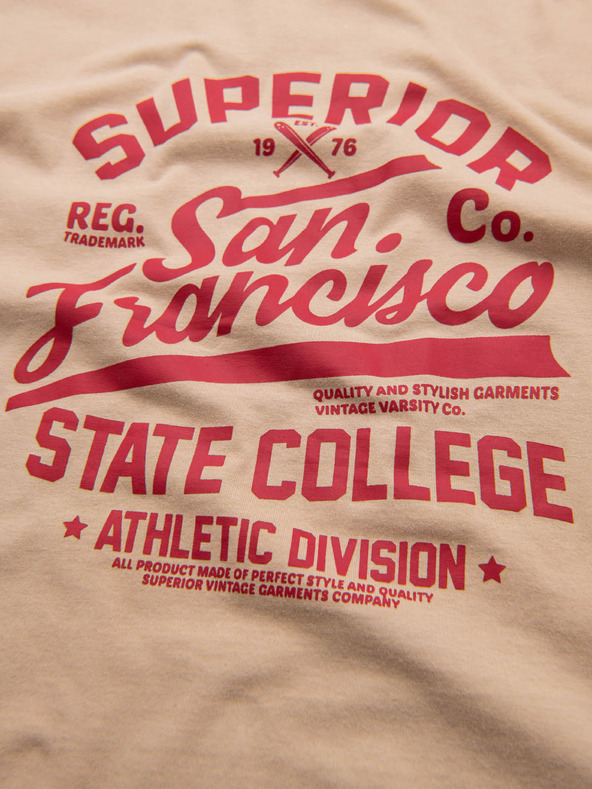 SUPERIOR
EST.
19 76
REG.
TRADEMARK
San.
Co.
Francisco
QUALITY AND STYLISH GARMENTS
VINTAGE VARSITY Co.
STATE COLLEGE
★ ATHLETIC DIVISION ★
ALL PRODUCT MADE OF PERFECT STYLE AND QUALITY
SUPERIOR VINTAGE GARMENTS COMPANY